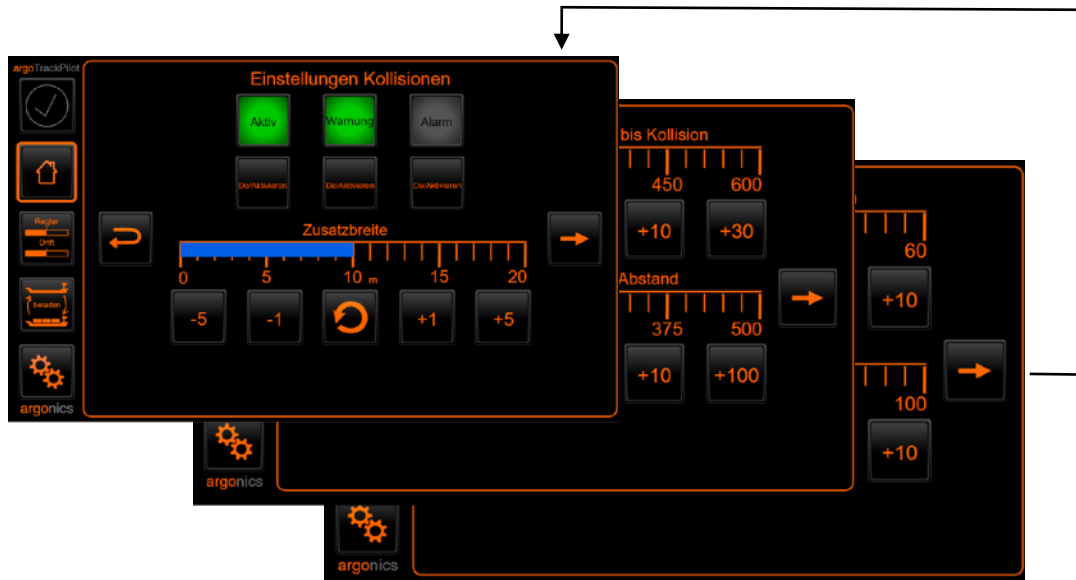 argoTrackPilot
Einstellungen Kollisionen
Aktiv Warnung Alarm
De/Aktivieren De/Aktivieren De/Aktivieren
Regler
Drift
Zusatzbreite
0 5 10 m 15 20
beladen
-5 -1 +1 +5
argonics
bis Kollision
450 600
+10 +30
Abstand
375 500
+10 +100
argonics
60
+10
100
+10
argonics